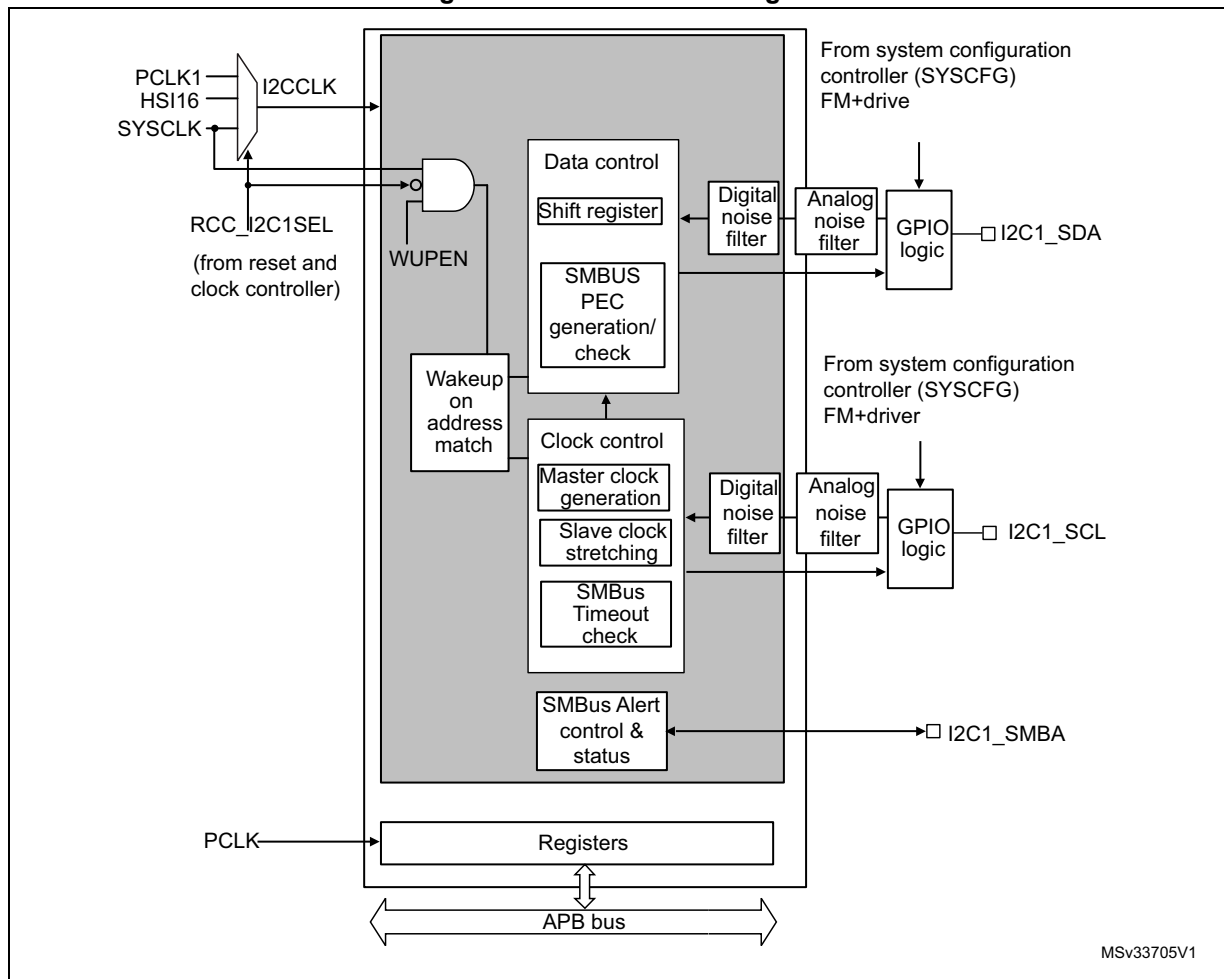 From system configuration
controller (SYSCFG)
FM+drive
PCLK1
HSI16
SYSCLK
I2CCLK
RCC_I2C1SEL
(from reset and
clock controller)
WUPEN
Data control
Shift register
SMBUS
PEC
generation/
check
Digital
noise
filter
Analog
noise
filter
GPIO
logic
I2C1_SDA
Wakeup
on
address
match
From system configuration
controller (SYSCFG)
FM+driver
Clock control
Master clock
generation
Slave clock
stretching
SMBus
Timeout
check
Digital
noise
filter
Analog
noise
filter
GPIO
logic
I2C1_SCL
SMBus Alert
control &
status
I2C1_SMBA
PCLK
Registers
APB bus
MSv33705V1